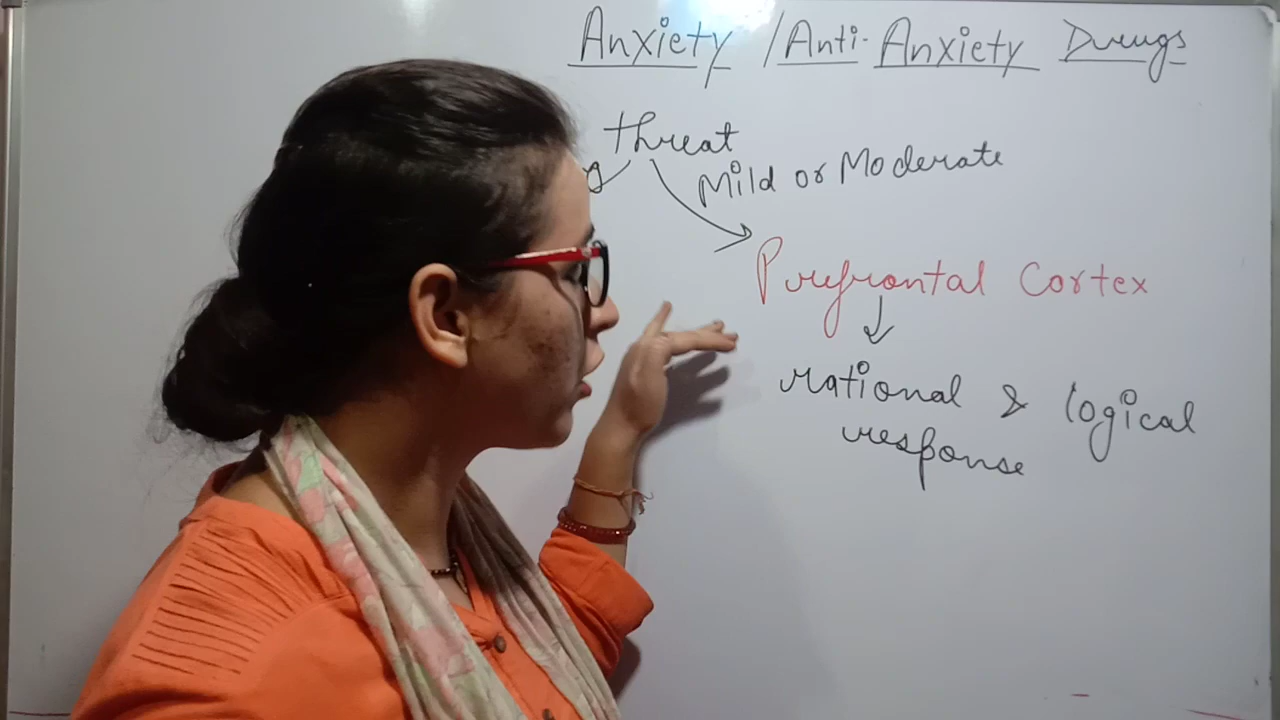 Anxiety / Anti-Anxiety Drugs
threat
Mild or Moderate
Prefrontal Cortex
rational & logical
response